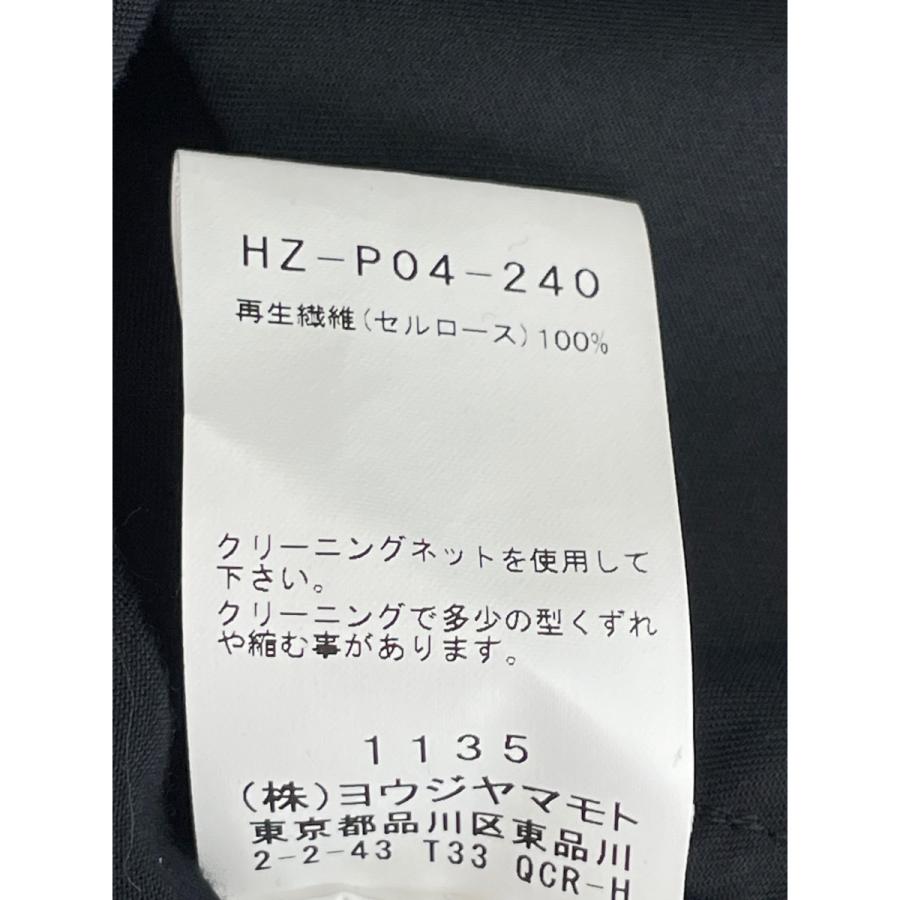 HZ-P04-240
再生繊維(セルロース)100%
クリーニングネットを使用して
下さい。
クリーニングで多少の型くずれ
や縮む事があります。
1135
(株)ヨウジヤマモト
東京都品川区東品川
2-2-43 T33 QCR-H